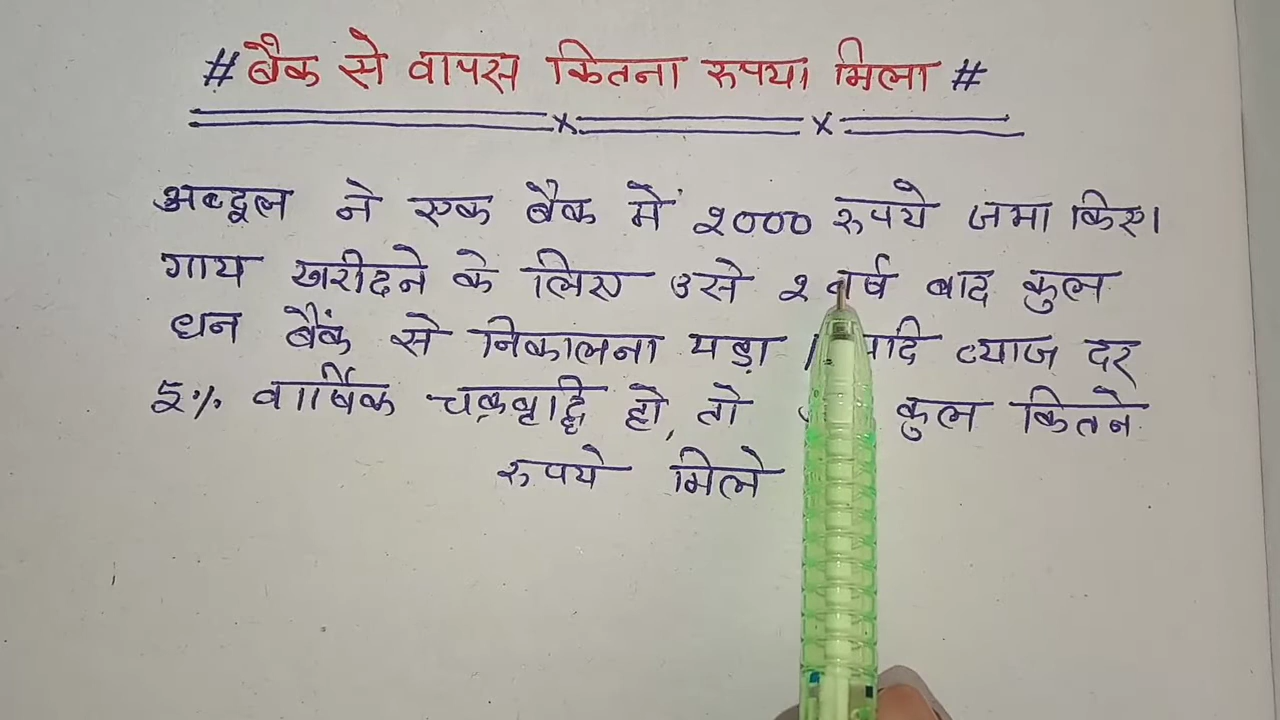 # बैंक से वापस कितना रुपया मिला #
अब्दूल ने एक बैंक में 2000 रुपये जमा किए।
गाय खरीदने के लिए उसे 2 वर्ष बाद कुल
धन बैंक से निकालना पड़ा । यदि ब्याज दर
5% वार्षिक चक्रवृद्धि हो, तो कुल कितने
रुपये मिले